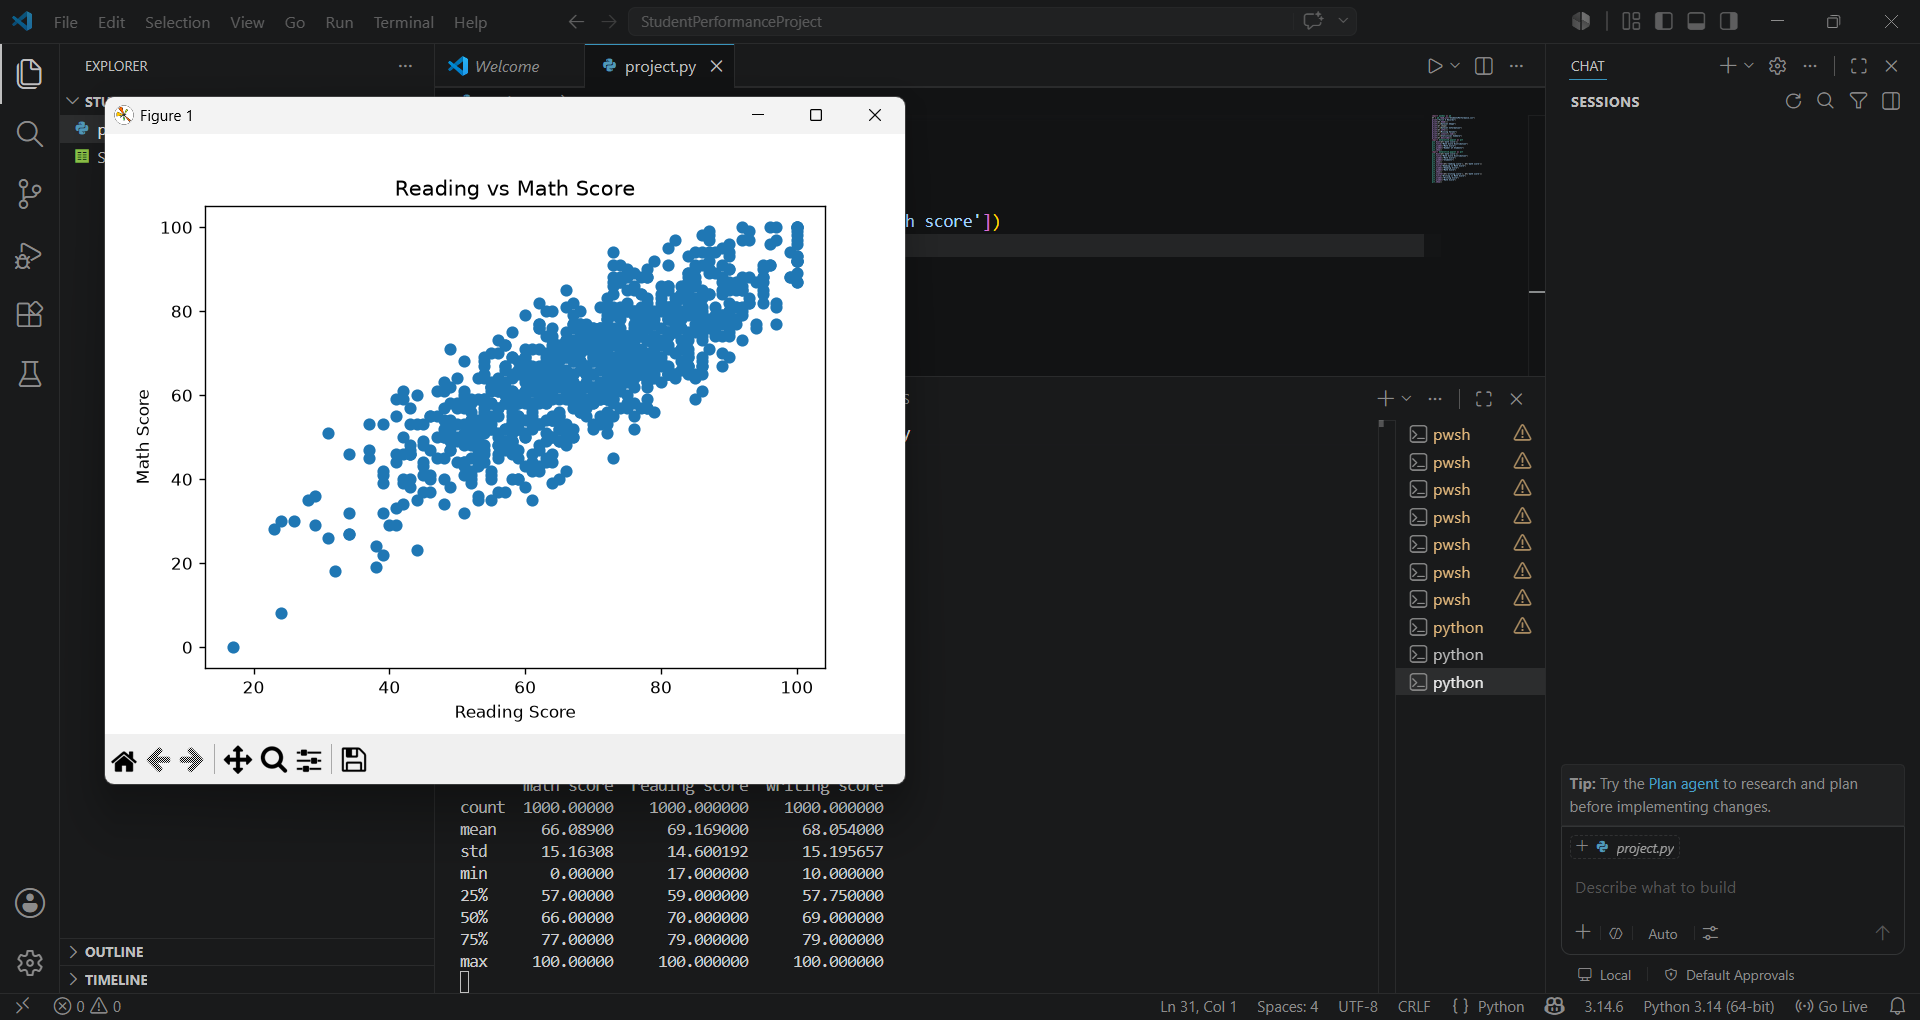 File Edit Selection View Go Run Terminal Help
StudentPerformanceProject
EXPLORER
Welcome
project.py
CHAT
SESSIONS
Figure 1
Reading vs Math Score
100
80
60
40
20
0
Math Score
20 40 60 80 100
Reading Score
h score'])
pwsh
pwsh
pwsh
pwsh
pwsh
pwsh
pwsh
python
python
python
math score reading score writing score
count 1000.00000 1000.000000 1000.000000
mean 66.08900 69.169000 68.054000
std 15.16308 14.600192 15.195657
min 0.00000 17.000000 10.000000
25% 57.00000 59.000000 57.750000
50% 66.00000 70.000000 69.000000
75% 77.00000 79.000000 79.000000
max 100.00000 100.000000 100.000000
Tip: Try the Plan agent to research and plan
before implementing changes.
project.py
Describe what to build
Auto
Local
Default Approvals
OUTLINE
TIMELINE
0 0
Ln 31, Col 1 Spaces: 4 UTF-8 CRLF { } Python 3.14.6 Python 3.14 (64-bit) Go Live